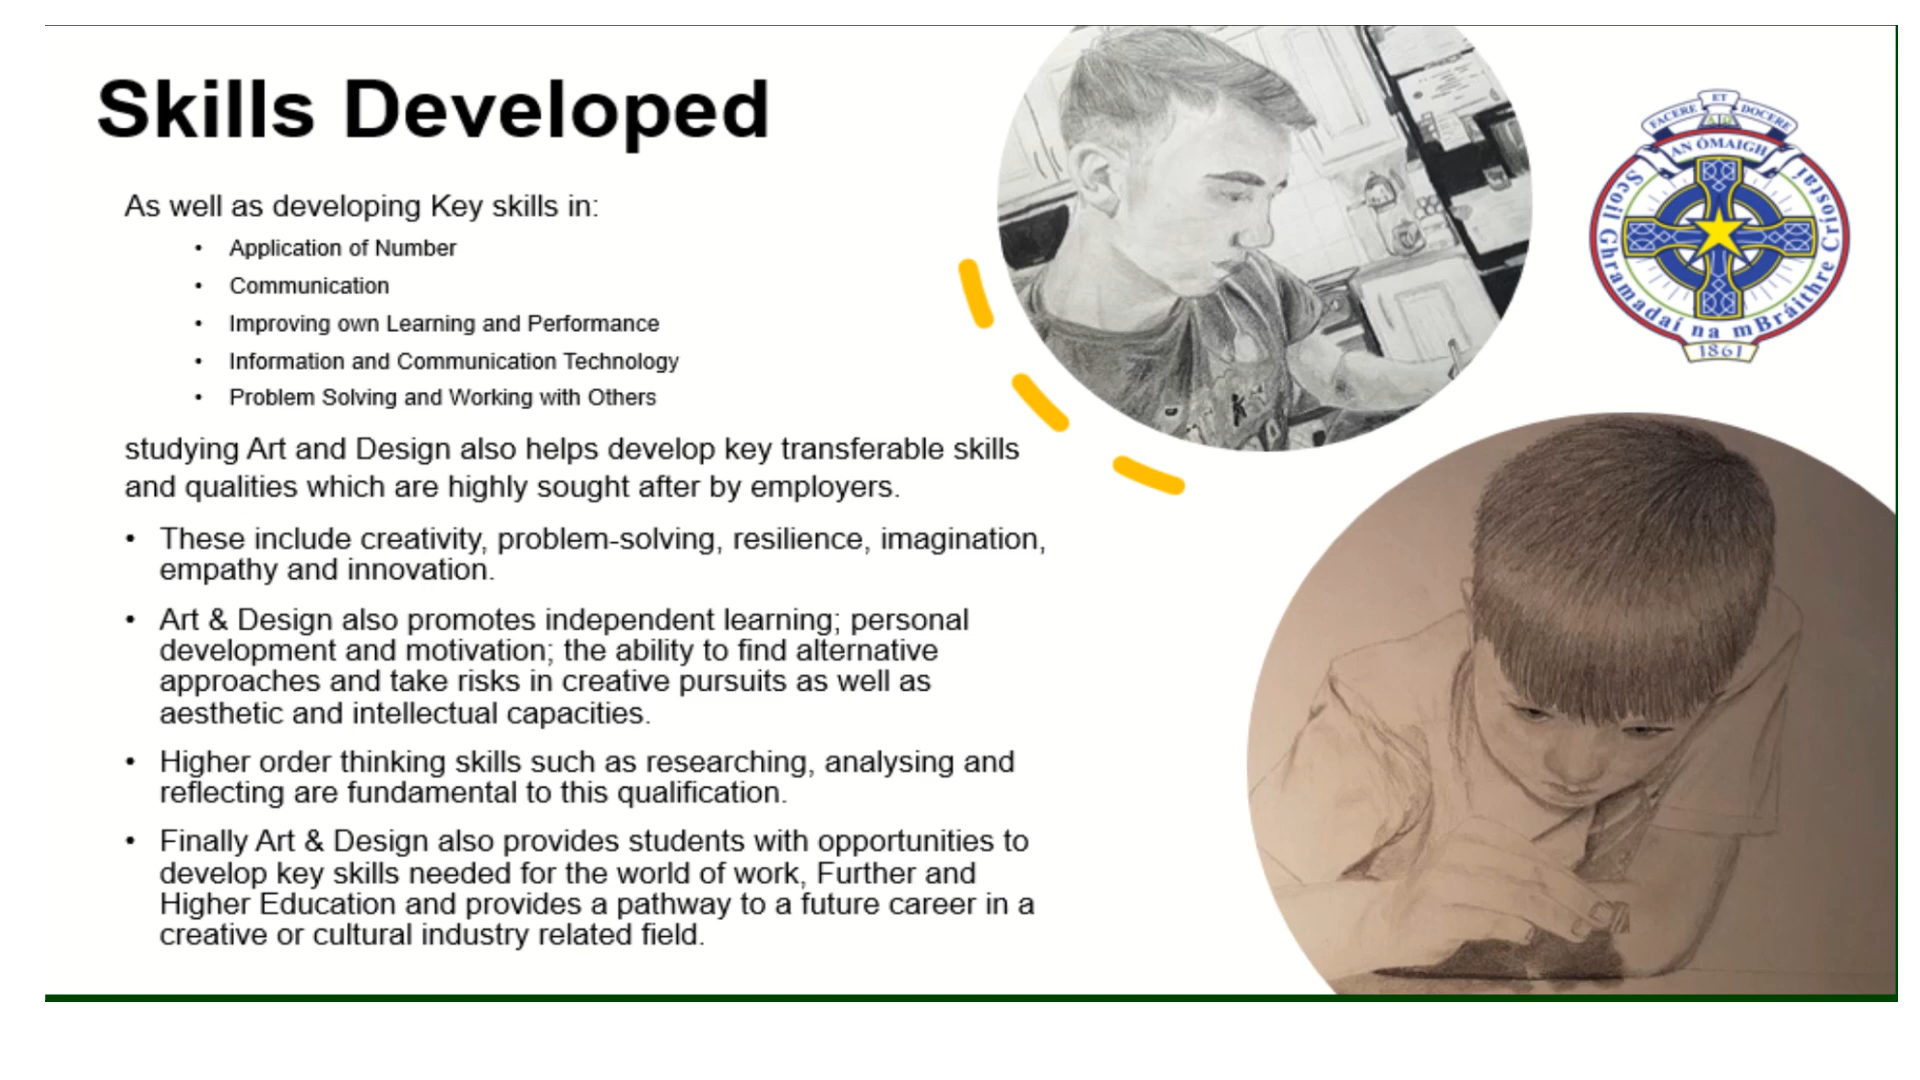 Skills Developed
As well as developing Key skills in:
• Application of Number
• Communication
• Improving own Learning and Performance
• Information and Communication Technology
• Problem Solving and Working with Others
studying Art and Design also helps develop key transferable skills
and qualities which are highly sought after by employers.
• These include creativity, problem-solving, resilience, imagination,
empathy and innovation.
• Art & Design also promotes independent learning; personal
development and motivation; the ability to find alternative
approaches and take risks in creative pursuits as well as
aesthetic and intellectual capacities.
• Higher order thinking skills such as researching, analysing and
reflecting are fundamental to this qualification.
• Finally Art & Design also provides students with opportunities to
develop key skills needed for the world of work, Further and
Higher Education and provides a pathway to a future career in a
creative or cultural industry related field.
FACERE ET DOCERE
AN ÓMAIGH
Scoil Ghramadaí na mBráithre Críostaí
1861